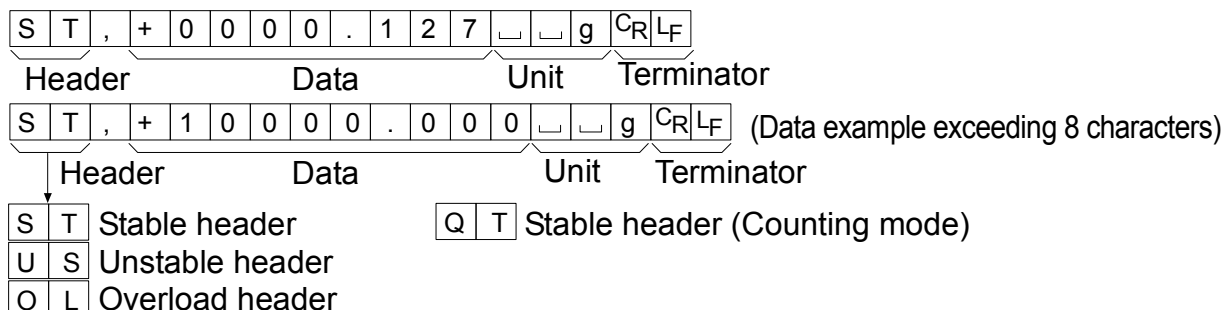 S T , + 0 0 0 0 . 1 2 7 ␣ ␣ g CR LF
Header Data Unit Terminator
S T , + 1 0 0 0 0 . 0 0 0 ␣ ␣ g CR LF (Data example exceeding 8 characters)
Header Data Unit Terminator
S T Stable header Q T Stable header (Counting mode)
U S Unstable header
O L Overload header